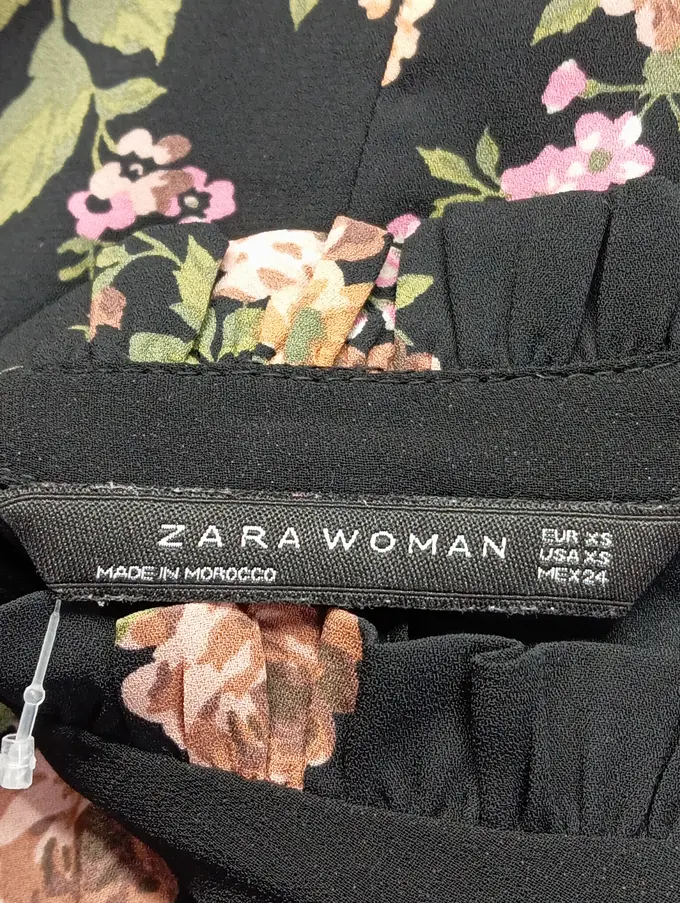 ZARA WOMAN
MADE IN MOROCCO
EUR XS
USA XS
MEX 24